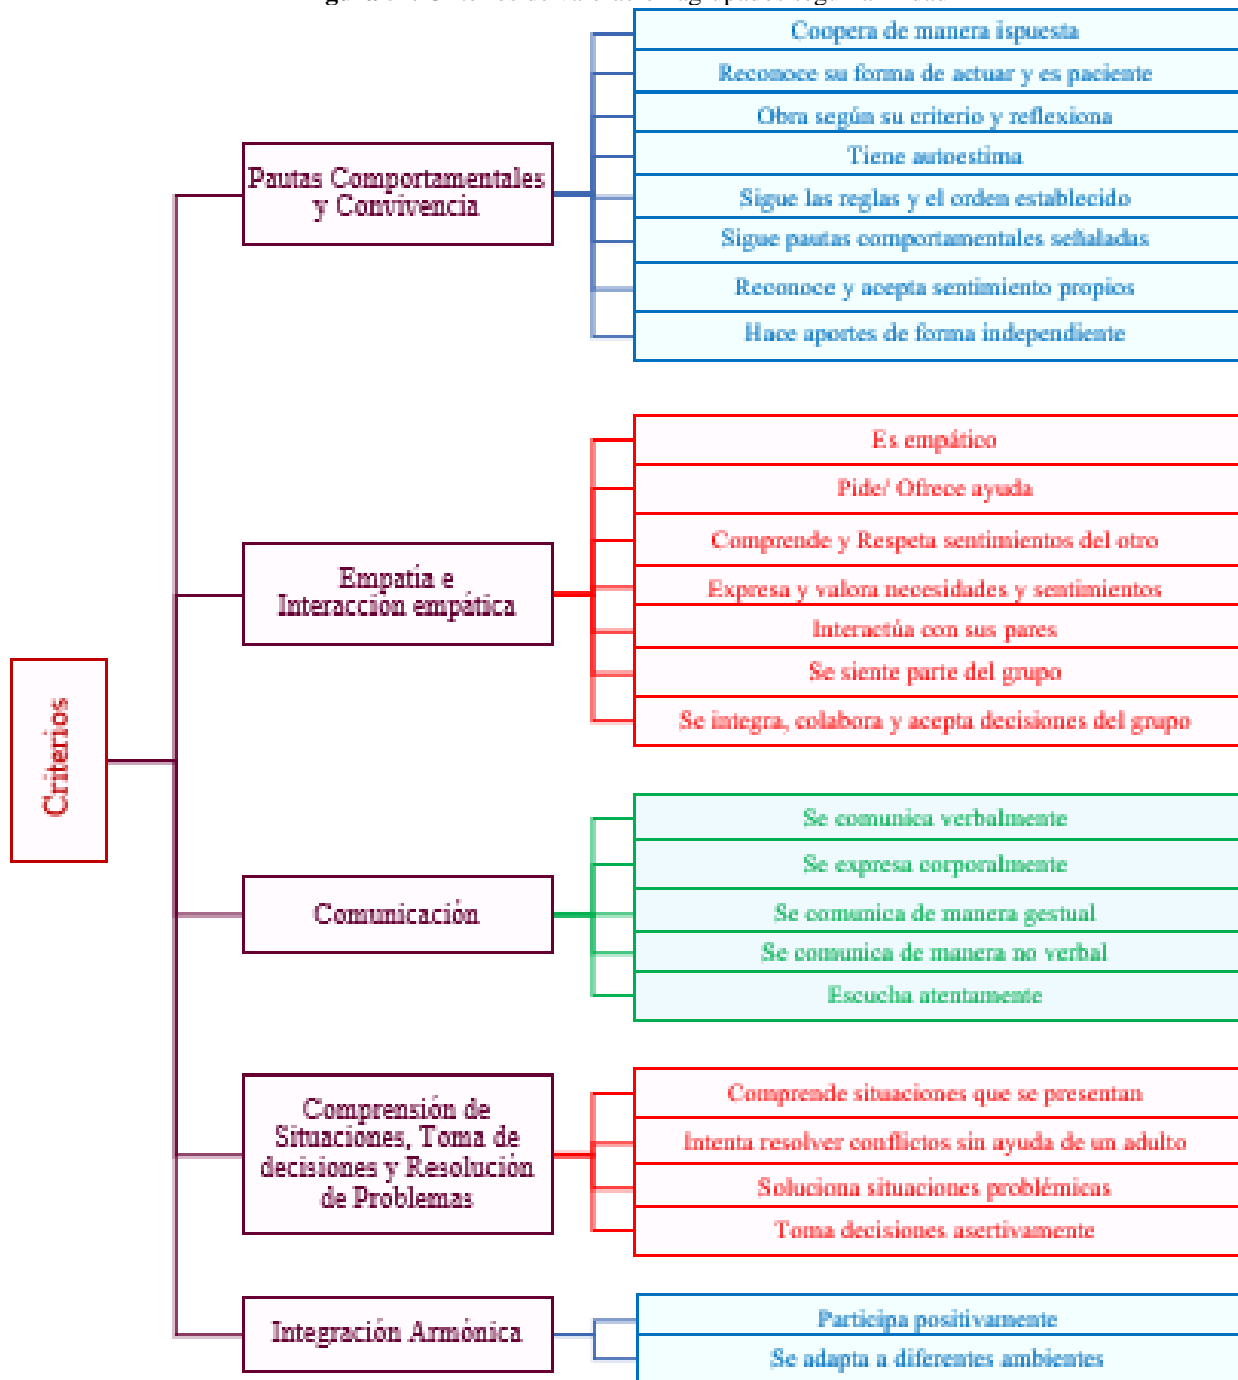 Coopera de manera ispuesta
Reconoce su forma de actuar y es paciente
Obra según su criterio y reflexiona
Tiene autoestima
Sigue las reglas y el orden establecido
Sigue pautas comportamentales señaladas
Reconoce y acepta sentimiento propios
Hace aportes de forma independiente
Pautas Comportamentales
y Convivencia
Es empático
Pide/ Ofrece ayuda
Comprende y Respeta sentimientos del otro
Expresa y valora necesidades y sentimientos
Interactúa con sus pares
Se siente parte del grupo
Se integra, colabora y acepta decisiones del grupo
Empatía e
Interacción empática
Criterios
Se comunica verbalmente
Se expresa corporalmente
Se comunica de manera gestual
Se comunica de manera no verbal
Escucha atentamente
Comunicación
Comprende situaciones que se presentan
Intenta resolver conflictos sin ayuda de un adulto
Soluciona situaciones problémicas
Toma decisiones asertivamente
Comprensión de
Situaciones, Toma de
decisiones y Resolución
de Problemas
Participa positivamente
Se adapta a diferentes ambientes
Integración Armónica